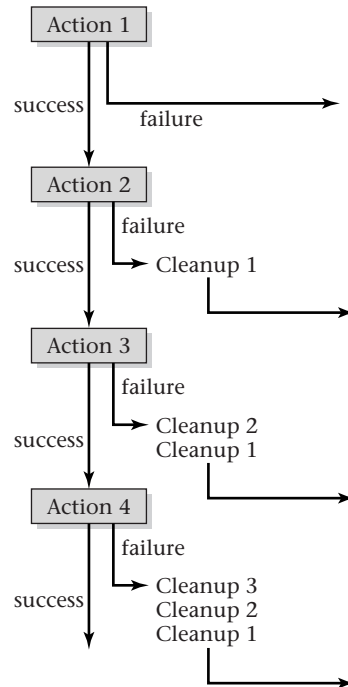 Action 1
success
failure
Action 2
failure
success
Cleanup 1
Action 3
failure
Cleanup 2
success
Cleanup 1
Action 4
failure
Cleanup 3
success
Cleanup 2
Cleanup 1